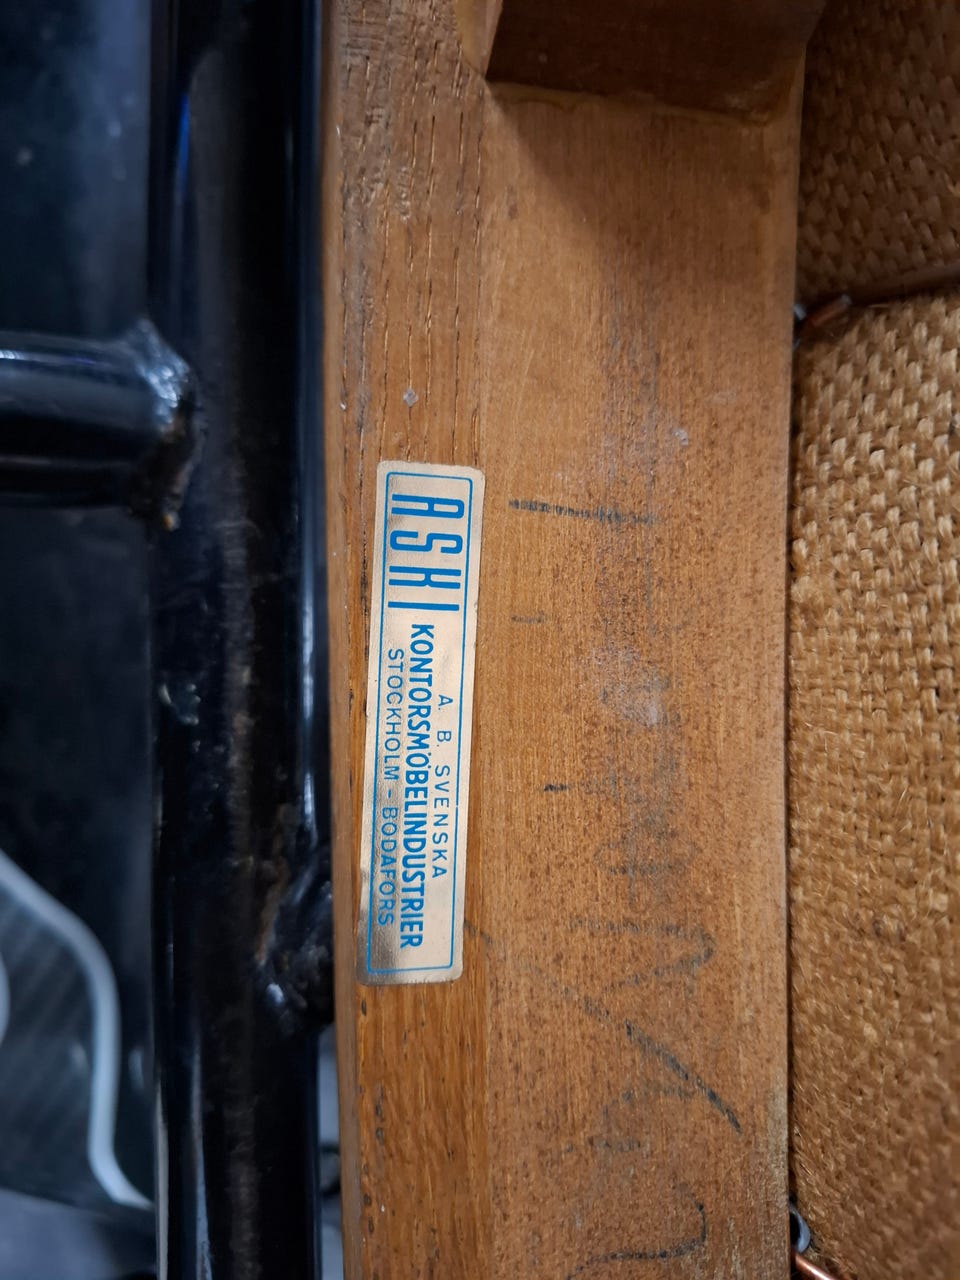 ASKI
A. B. SVENSKA
KONTORSMÖBELINDUSTRIER
STOCKHOLM - BODAFORS